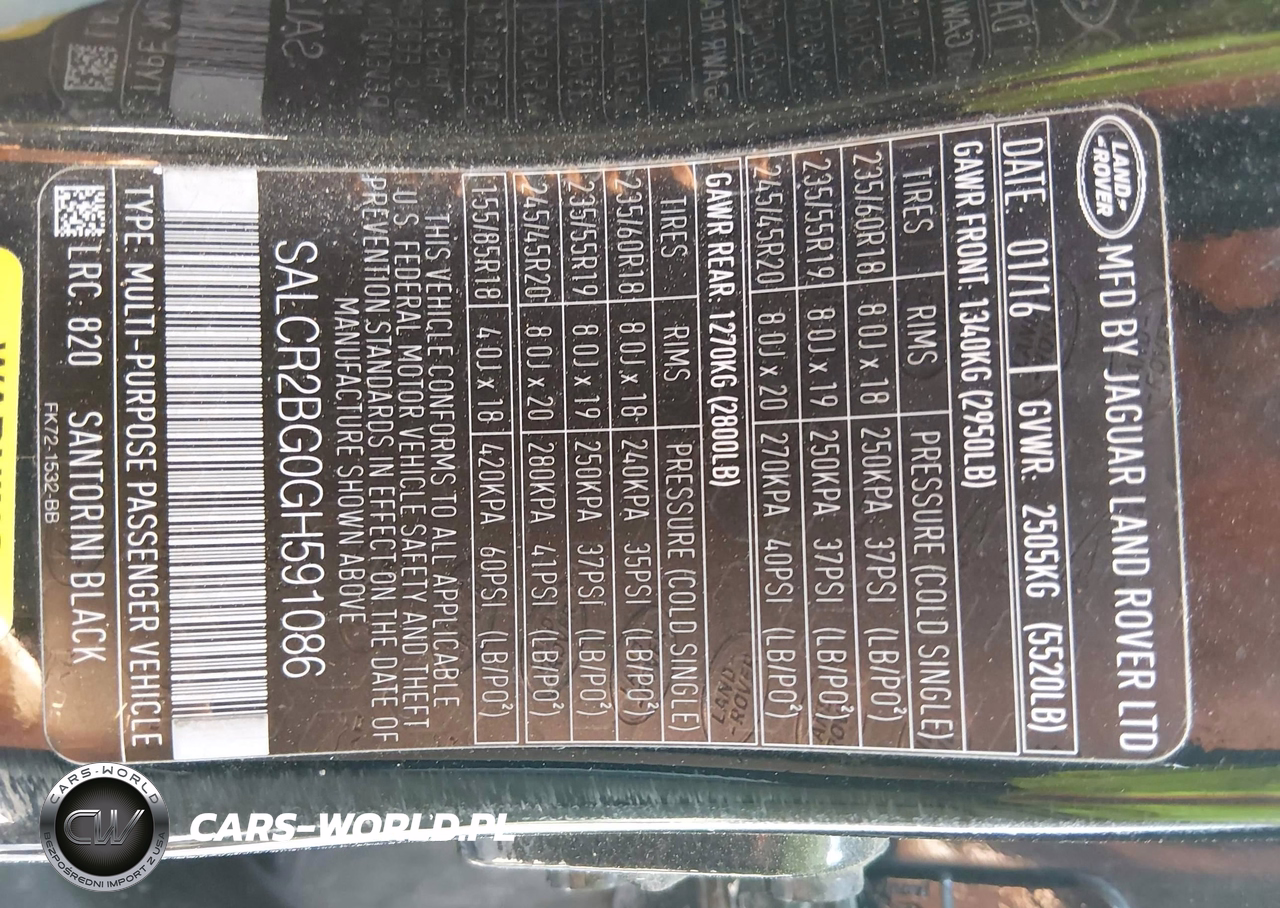 LAND-
-ROVER
MFD BY JAGUAR LAND ROVER LTD
DATE: 01/16 GVWR: 2505KG (5520LB)
GAWR FRONT: 1340KG (2950LB)
TIRES RIMS PRESSURE (COLD SINGLE)
235/60R18 8.0J x 18 250KPA 37PSI (LB/PO²)
235/55R19 8.0J x 19 250KPA 37PSI (LB/PO²)
245/45R20 8.0J x 20 270KPA 40PSI (LB/PO²)
GAWR REAR: 1270KG (2800LB)
TIRES RIMS PRESSURE (COLD SINGLE)
235/60R18 8.0J x 18 240KPA 35PSI (LB/PO²)
235/55R19 8.0J x 19 250KPA 37PSI (LB/PO²)
245/45R20 8.0J x 20 280KPA 41PSI (LB/PO²)
155/85R18 4.0J x 18 420KPA 60PSI (LB/PO²)
THIS VEHICLE CONFORMS TO ALL APPLICABLE
U.S. FEDERAL MOTOR VEHICLE SAFETY AND THEFT
PREVENTION STANDARDS IN EFFECT ON THE DATE OF
MANUFACTURE SHOWN ABOVE
SALCR2BG0GH591086
TYPE: MULTI-PURPOSE PASSENGER VEHICLE
LRC: 820 SANTORINI BLACK
FK72-1532-BB
CARS-WORLD
CW
BEZPOŚREDNI IMPORT Z USA
CARS-WORLD.PL